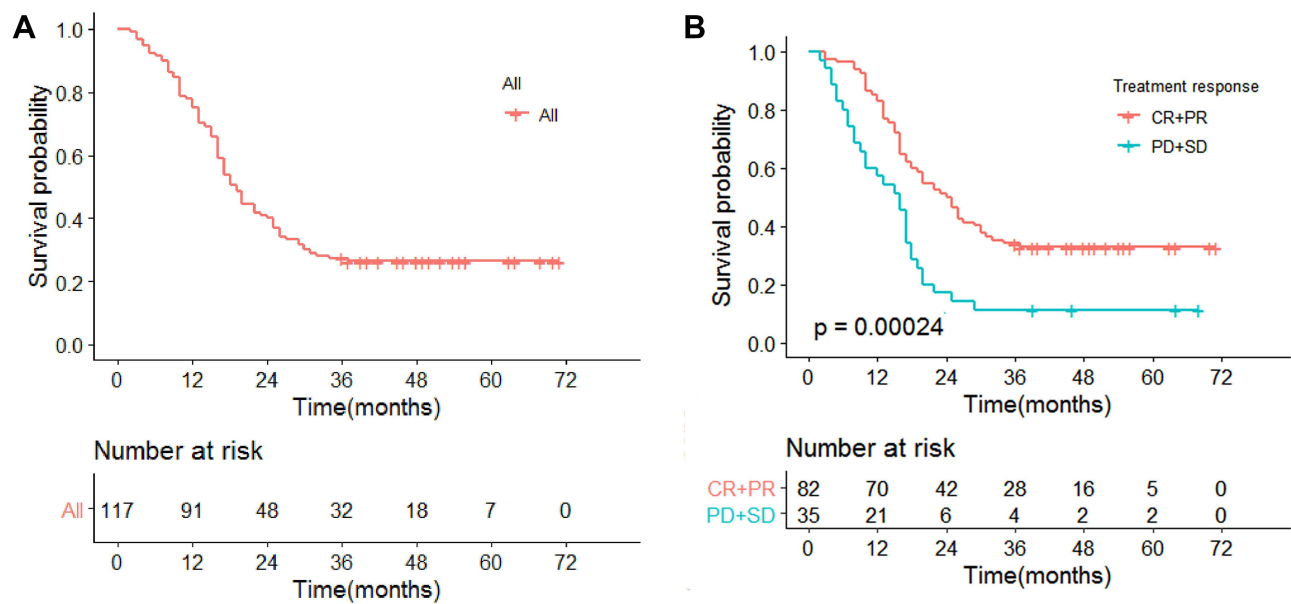 A
Survival probability
1.0
0.8
0.6
0.4
0.2
0.0
All
All
0 12 24 36 48 60 72
Time(months)
Number at risk
All 117 91 48 32 18 7 0
0 12 24 36 48 60 72
Time(months)
B
Survival probability
1.0
0.8
0.6
0.4
0.2
0.0
Treatment response
CR+PR
PD+SD
p = 0.00024
0 12 24 36 48 60 72
Time(months)
Number at risk
CR+PR 82 70 42 28 16 5 0
PD+SD 35 21 6 4 2 2 0
0 12 24 36 48 60 72
Time(months)